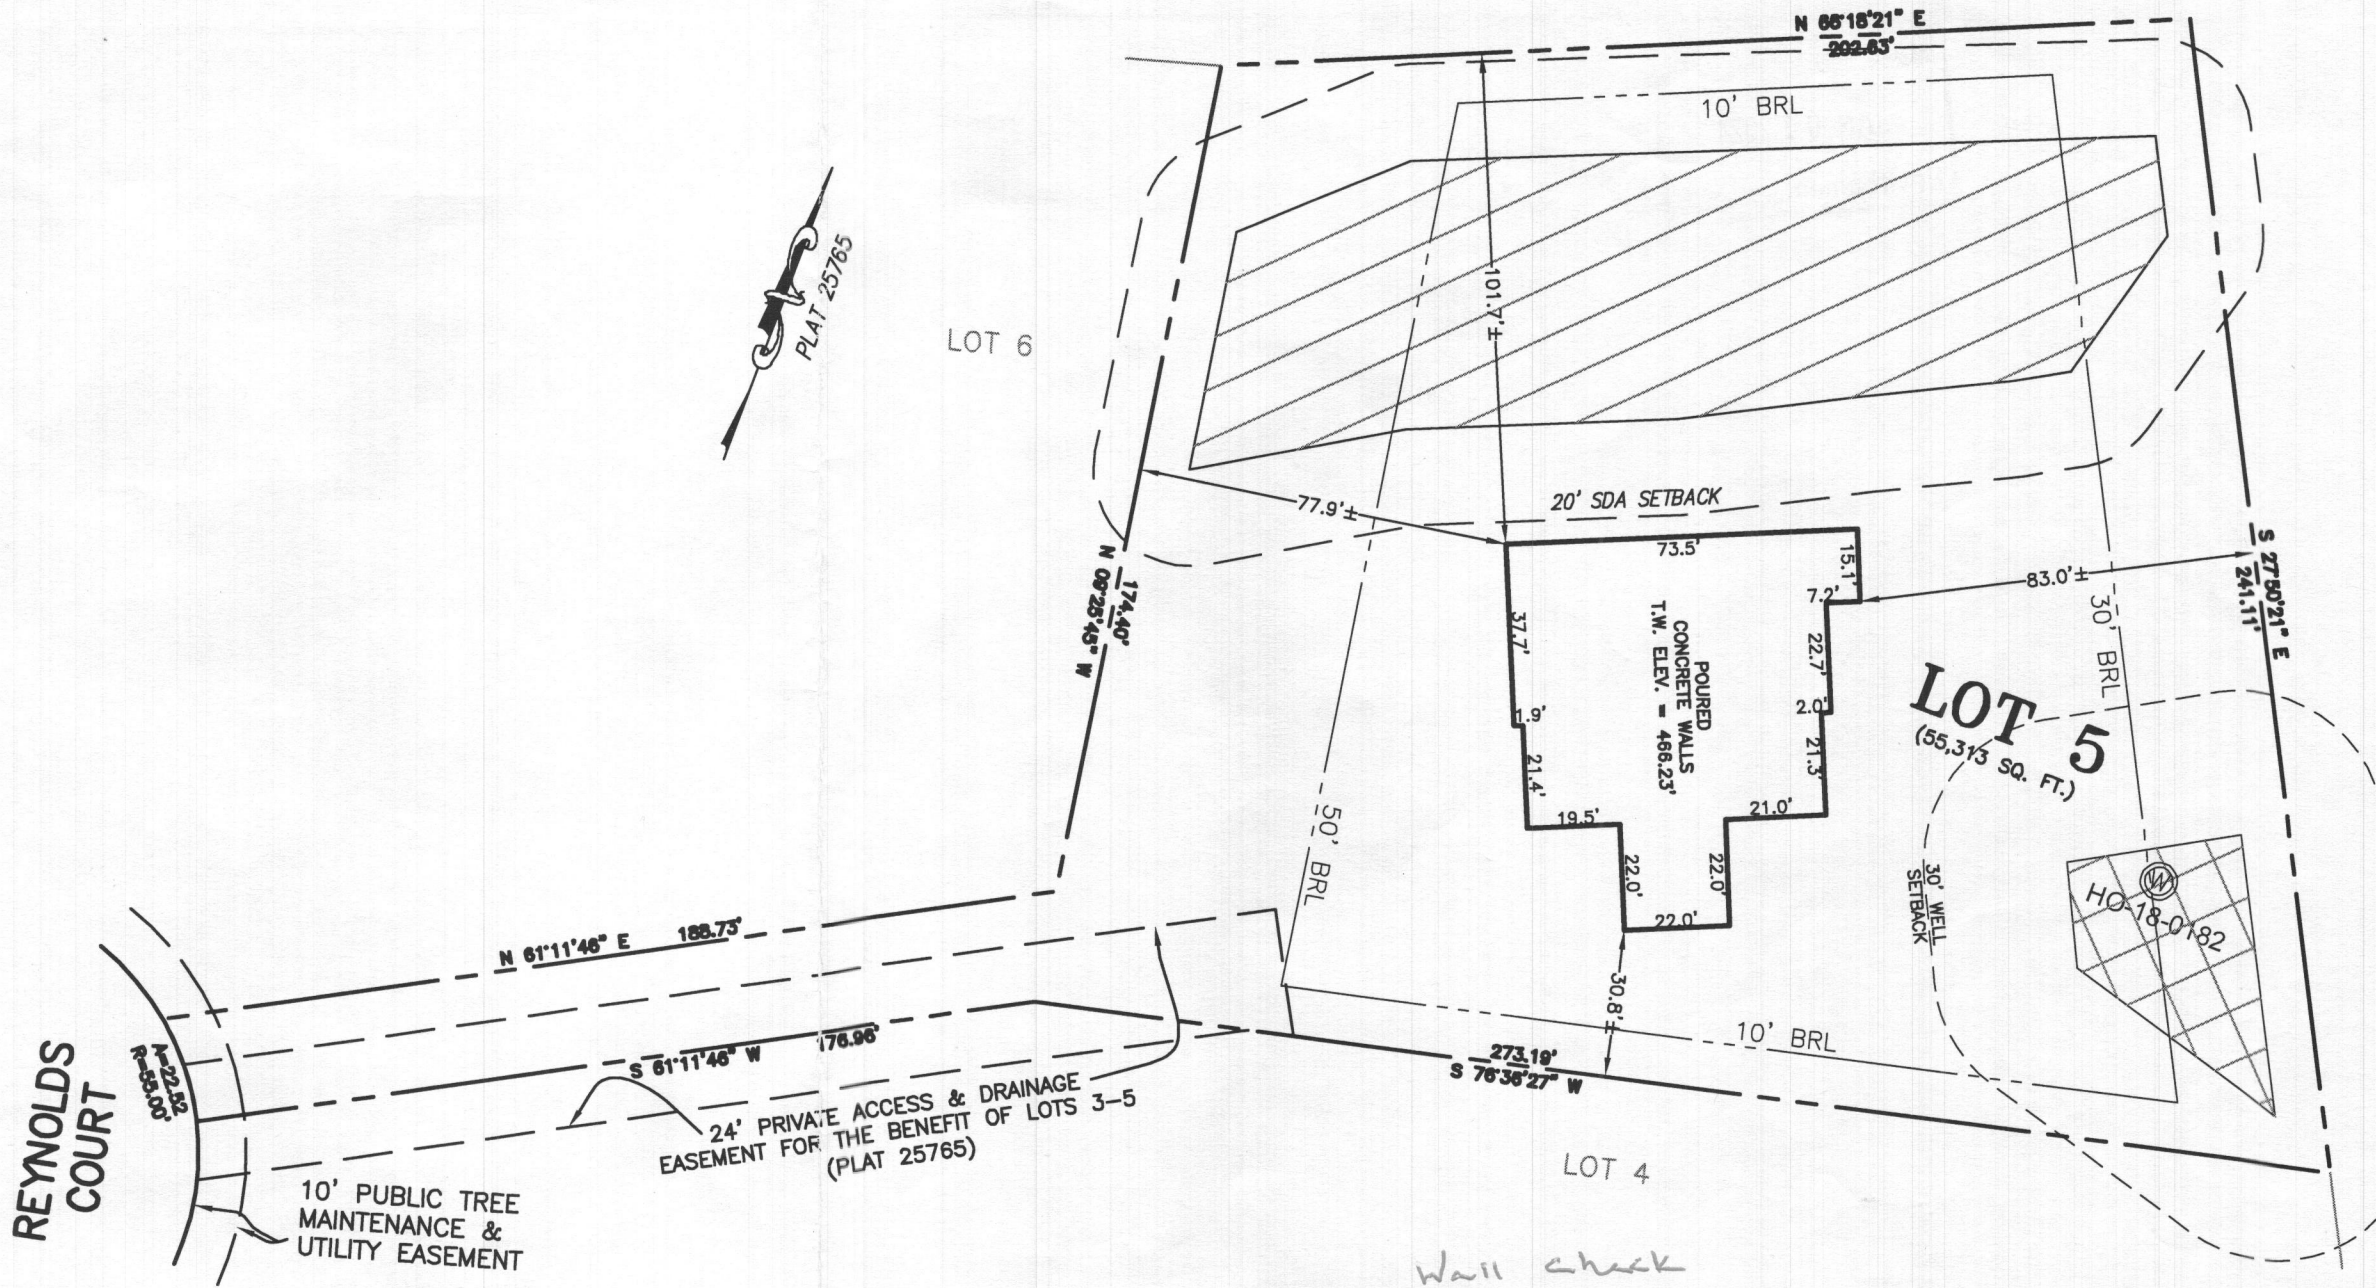 N 66°18'21" E
202.63'
10' BRL
PLAT 25765
LOT 6
101.7'±
77.9'±
20' SDA SETBACK
73.5'
15.1'
7.2'
83.0'±
S 27°50'21" E
241.11'
30' BRL
174.40'
N 09°25'45" W
37.7'
POURED
CONCRETE WALLS
T.W. ELEV. = 466.23'
22.7'
2.0'
1.9'
21.4'
21.3'
LOT 5
(55,313 SQ. FT.)
50' BRL
19.5'
21.0'
22.0'
22.0'
22.0'
30' WELL
SETBACK
W
HO-18-0182
N 61°11'46" E 188.73'
30.8'±
10' BRL
S 61°11'46" W 176.96'
273.19'
S 76°36'27" W
REYNOLDS
COURT
A=22.52
R=55.00'
24' PRIVATE ACCESS & DRAINAGE
EASEMENT FOR THE BENEFIT OF LOTS 3-5
(PLAT 25765)
LOT 4
10' PUBLIC TREE
MAINTENANCE &
UTILITY EASEMENT
Wall check